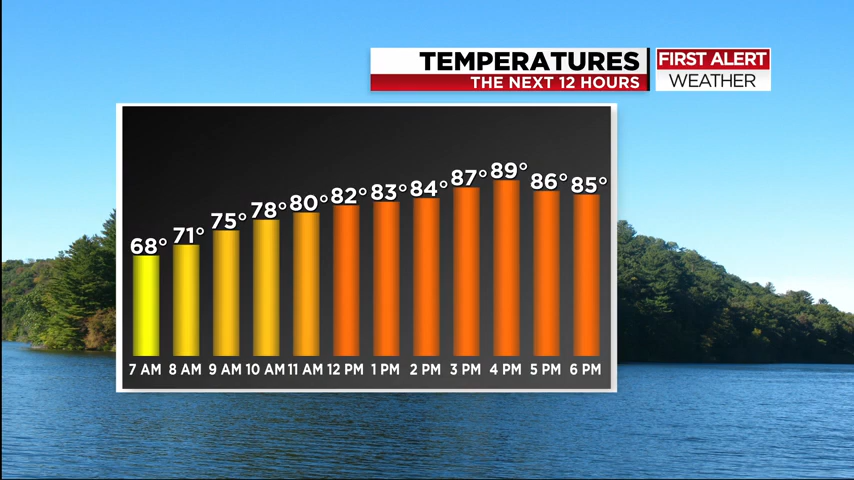 TEMPERATURES
THE NEXT 12 HOURS
FIRST ALERT
WEATHER
68° 71° 75° 78° 80° 82° 83° 84° 87° 89° 86° 85°
7 AM 8 AM 9 AM 10 AM 11 AM 12 PM 1 PM 2 PM 3 PM 4 PM 5 PM 6 PM